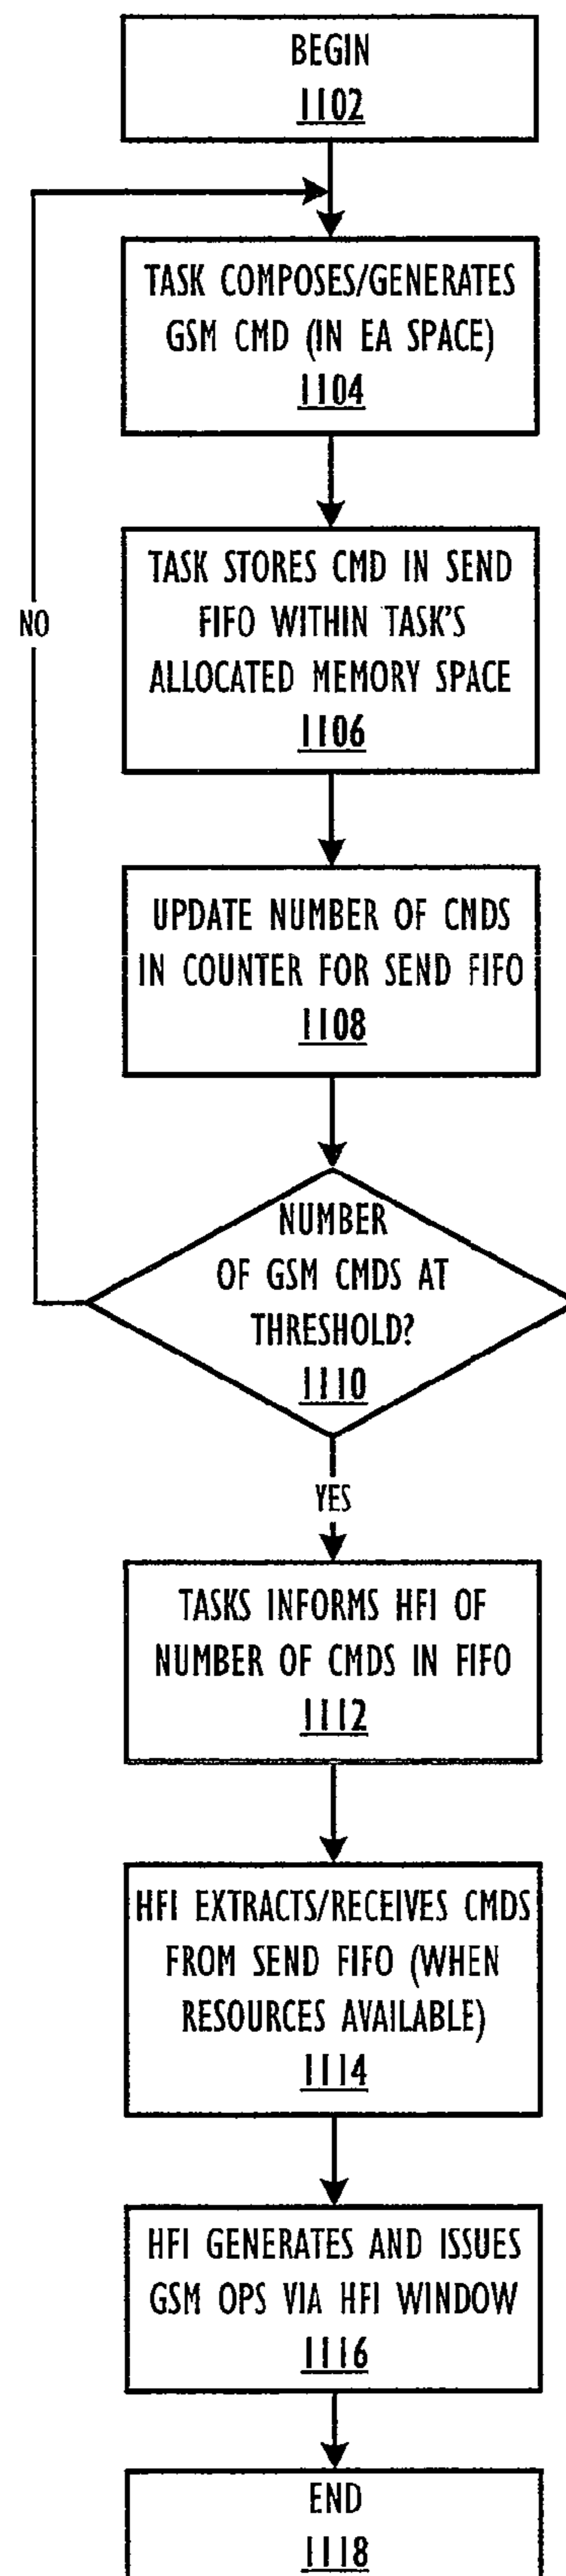 BEGIN
1102
TASK COMPOSES/GENERATES
GSM CMD (IN EA SPACE)
1104
TASK STORES CMD IN SEND
FIFO WITHIN TASK'S
ALLOCATED MEMORY SPACE
1106
NO
UPDATE NUMBER OF CMDS
IN COUNTER FOR SEND FIFO
1108
NUMBER
OF GSM CMDS AT
THRESHOLD?
1110
YES
TASKS INFORMS HFI OF
NUMBER OF CMDS IN FIFO
1112
HFI EXTRACTS/RECEIVES CMDS
FROM SEND FIFO (WHEN
RESOURCES AVAILABLE)
1114
HFI GENERATES AND ISSUES
GSM OPS VIA HFI WINDOW
1116
END
1118